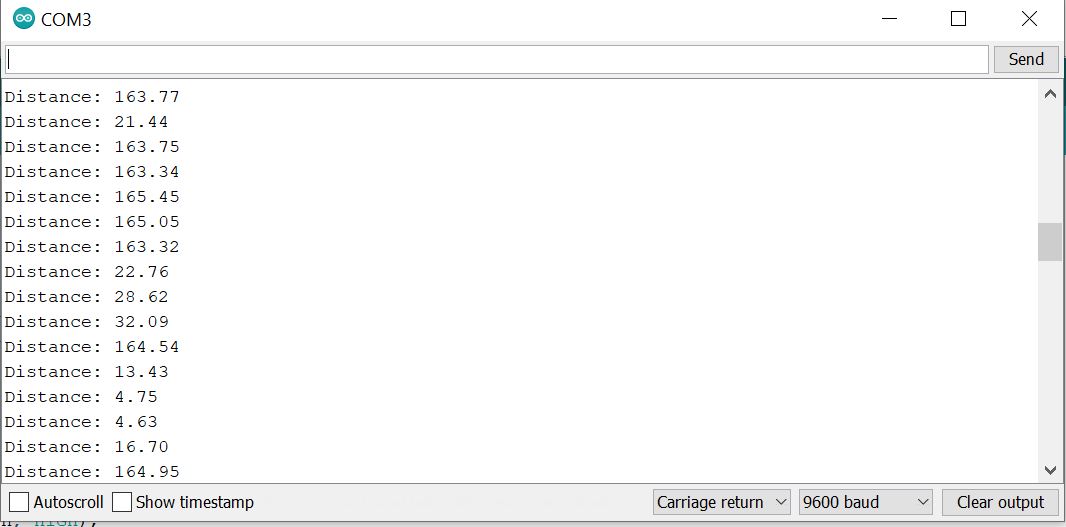 COM3
Send
Distance: 163.77
Distance: 21.44
Distance: 163.75
Distance: 163.34
Distance: 165.45
Distance: 165.05
Distance: 163.32
Distance: 22.76
Distance: 28.62
Distance: 32.09
Distance: 164.54
Distance: 13.43
Distance: 4.75
Distance: 4.63
Distance: 16.70
Distance: 164.95
Autoscroll Show timestamp Carriage return 9600 baud Clear output